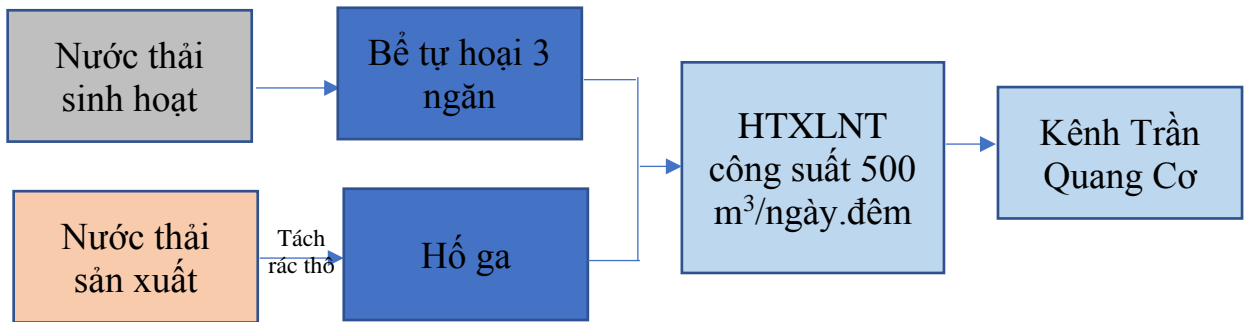 Nước thải
sinh hoạt
Bể tự hoại 3
ngăn
HTXLNT
công suất 500
m³/ngày.đêm
Kênh Trần
Quang Cơ
Nước thải
sản xuất
Tách
rác thô
Hố ga